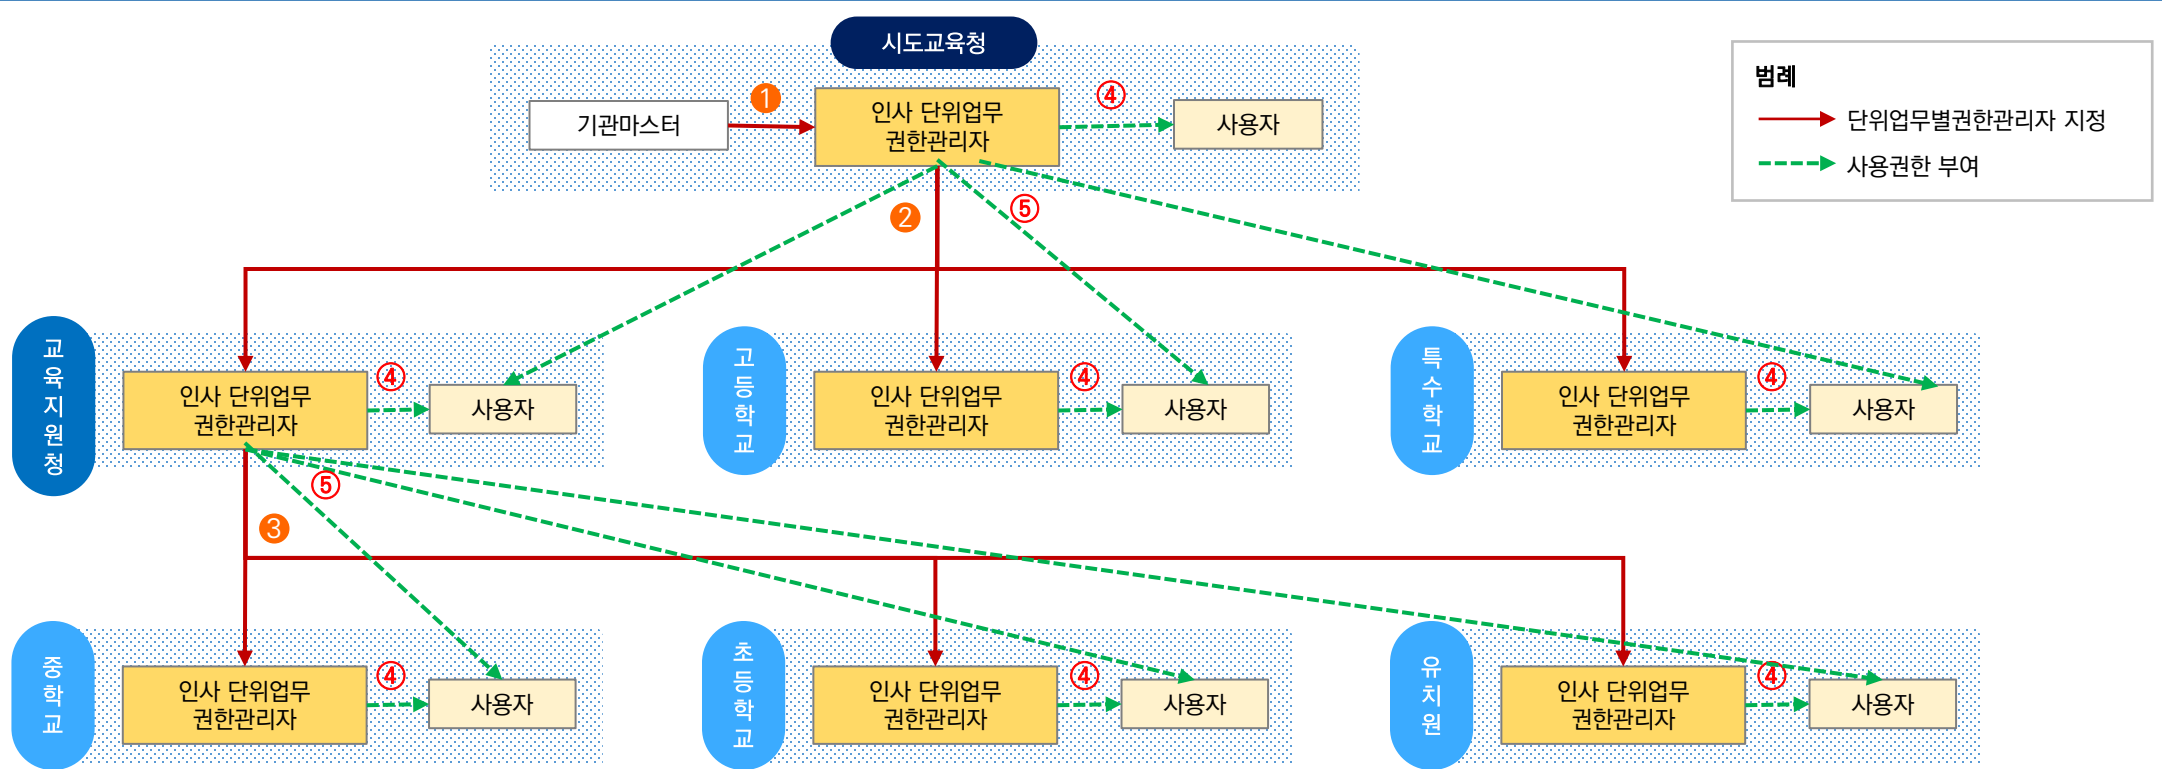 시도교육청
범례
단위업무별권한관리자 지정
사용권한 부여
기관마스터
❶
인사 단위업무
권한관리자
④
사용자
❷
⑤
교육지원청
인사 단위업무
권한관리자
④
사용자
고등학교
인사 단위업무
권한관리자
④
사용자
특수학교
인사 단위업무
권한관리자
④
사용자
⑤
❸
중학교
인사 단위업무
권한관리자
④
사용자
초등학교
인사 단위업무
권한관리자
④
사용자
유치원
인사 단위업무
권한관리자
④
사용자